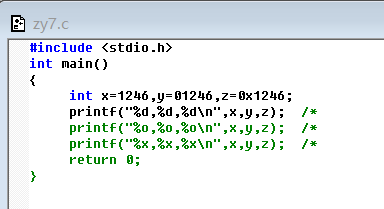 zy7.c
#include <stdio.h>
int main()
{
int x=1246,y=01246,z=0x1246;
printf("%d,%d,%d\n",x,y,z); /*
printf("%o,%o,%o\n",x,y,z); /*
printf("%x,%x,%x\n",x,y,z); /*
return 0;
}